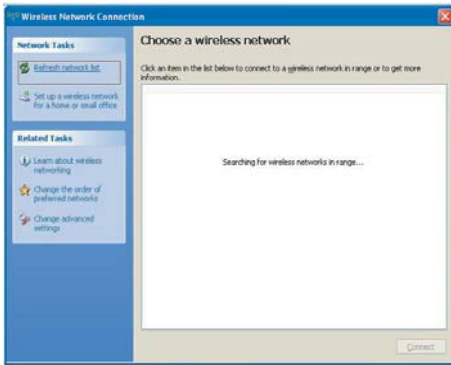 Wireless Network Connection
Network Tasks
Refresh network list
Set up a wireless network
for a home or small office
Related Tasks
Learn about wireless
networking
Change the order of
preferred networks
Change advanced
settings
Choose a wireless network
Click an item in the list below to connect to a wireless network in range or to get more
information.
Searching for wireless networks in range...
Connect